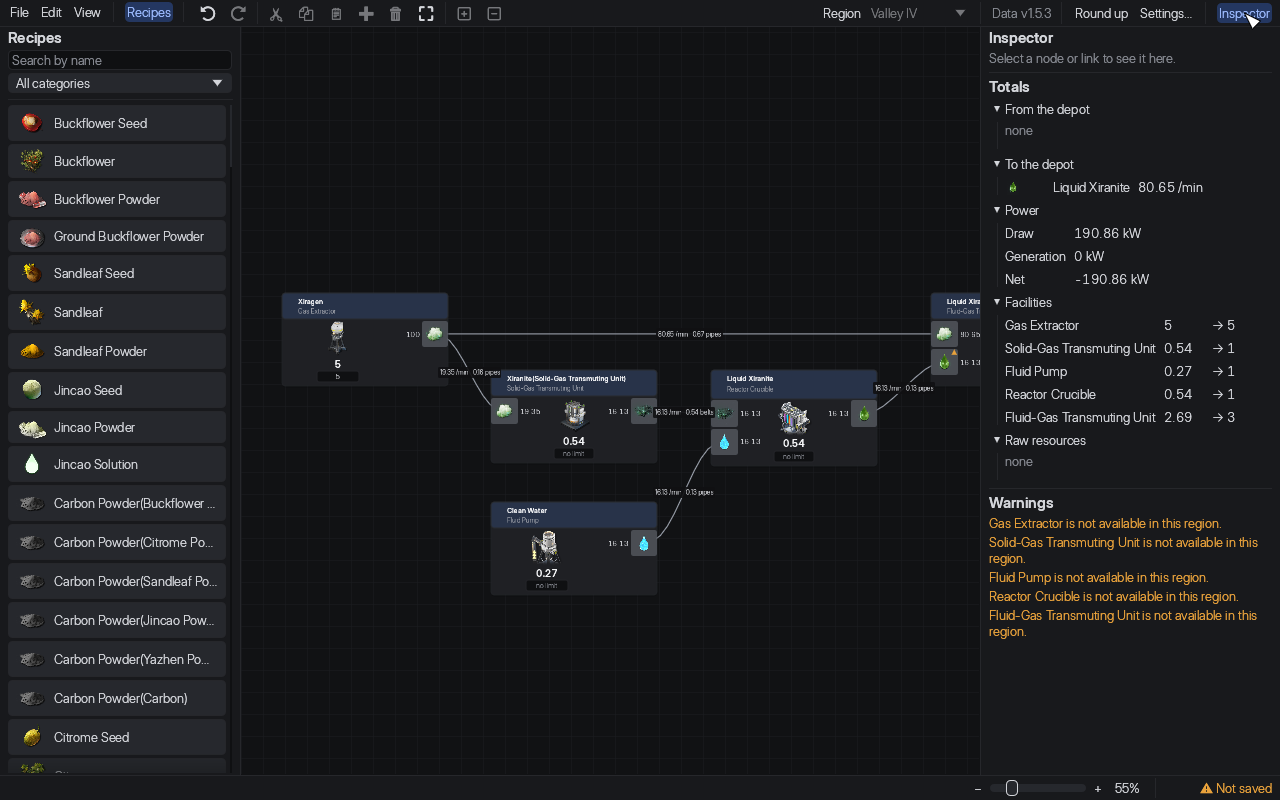 File Edit View Recipes Region Valley IV Data v1.5.3 Round up Settings... Inspector
Recipes
Search by name
All categories
Buckflower Seed
Buckflower
Buckflower Powder
Ground Buckflower Powder
Sandleaf Seed
Sandleaf
Sandleaf Powder
Jincao Seed
Jincao Powder
Jincao Solution
Carbon Powder(Buckflower ...
Carbon Powder(Citrome Po...
Carbon Powder(Sandleaf Po...
Carbon Powder(Jincao Pow...
Carbon Powder(Yazhen Po...
Carbon Powder(Carbon)
Citrome Seed
Xiragen
Gas Extractor
100
5
5
80.65 /min 0.67 pipes
19.35 /min 0.16 pipes
Xiranite(Solid-Gas Transmuting Unit)
Solid-Gas Transmuting Unit
19.35
16.13
0.54
no limit
16.13 /min 0.54 belts
Liquid Xiranite
Reactor Crucible
16.13
16.13
16.13
0.54
no limit
16.13 /min 0.13 pipes
16.13 /min 0.13 pipes
Clean Water
Fluid Pump
16.13
0.27
no limit
Liquid Xira
Fluid-Gas T
80.65
16.13
Inspector
Select a node or link to see it here.
Totals
From the depot
none
To the depot
Liquid Xiranite 80.65 /min
Power
Draw 190.86 kW
Generation 0 kW
Net -190.86 kW
Facilities
Gas Extractor 5 → 5
Solid-Gas Transmuting Unit 0.54 → 1
Fluid Pump 0.27 → 1
Reactor Crucible 0.54 → 1
Fluid-Gas Transmuting Unit 2.69 → 3
Raw resources
none
Warnings
Gas Extractor is not available in this region.
Solid-Gas Transmuting Unit is not available in this
region.
Fluid Pump is not available in this region.
Reactor Crucible is not available in this region.
Fluid-Gas Transmuting Unit is not available in this
region.
− + 55% Not saved